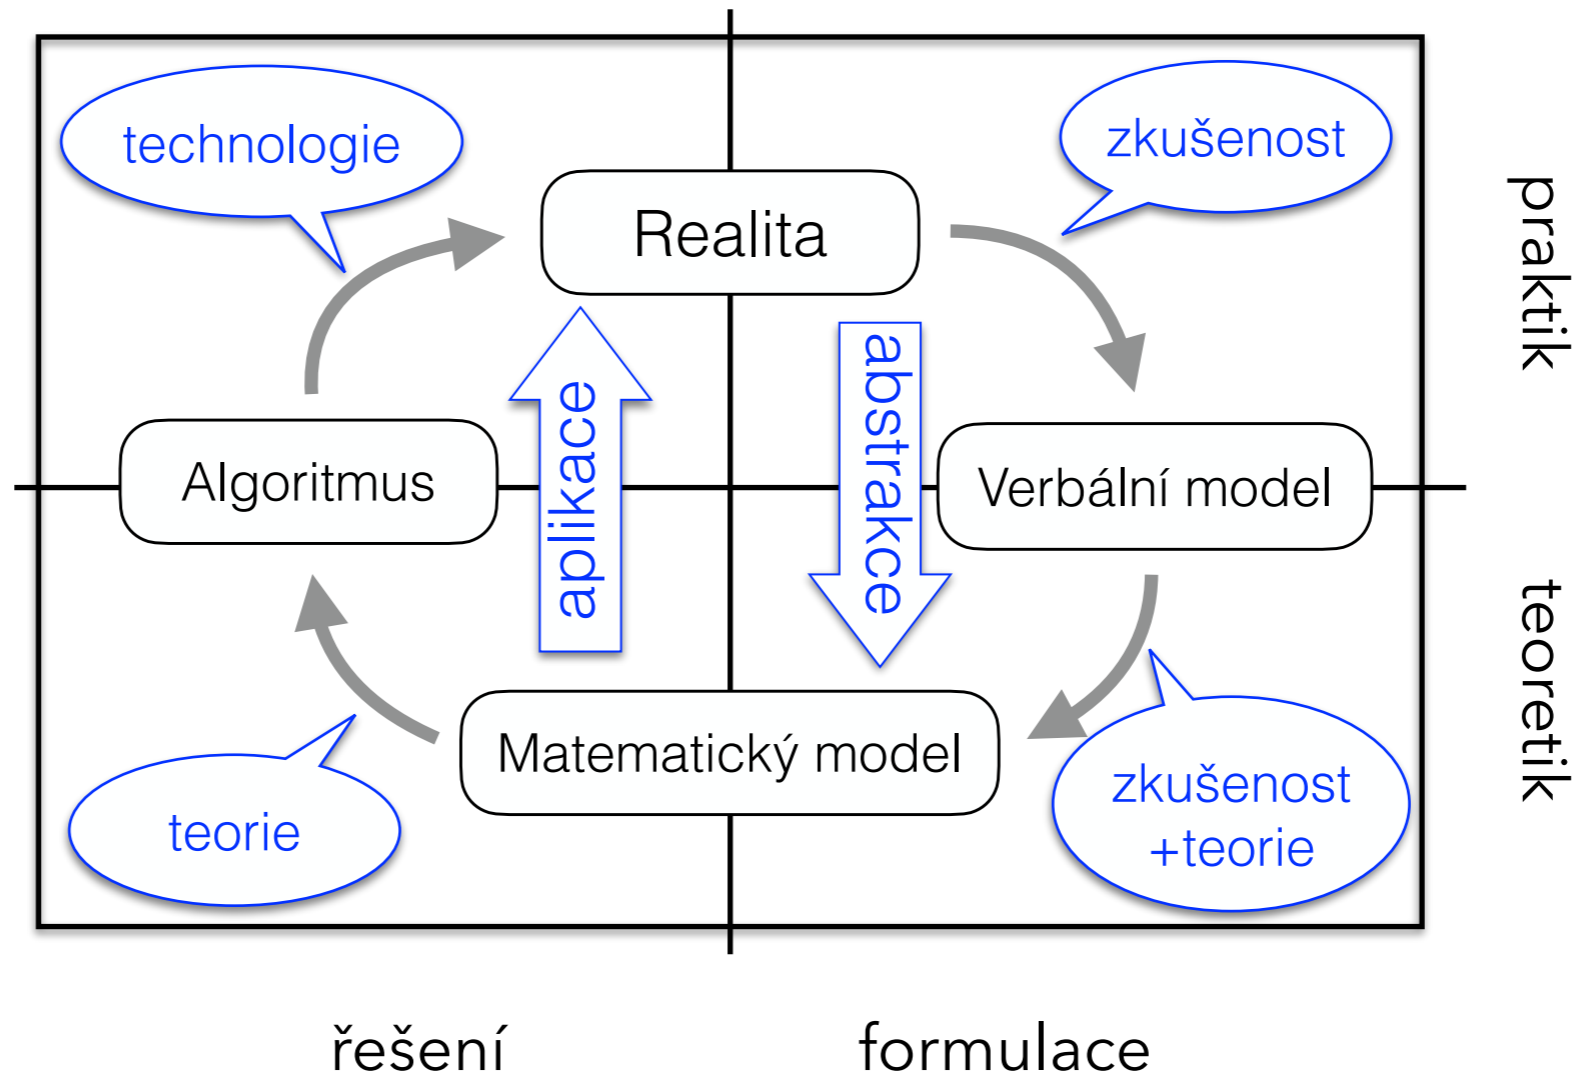 technologie
zkušenost
Realita
praktik
aplikace
abstrakce
Algoritmus
Verbální model
teoretik
Matematický model
teorie
zkušenost
+teorie
řešení
formulace